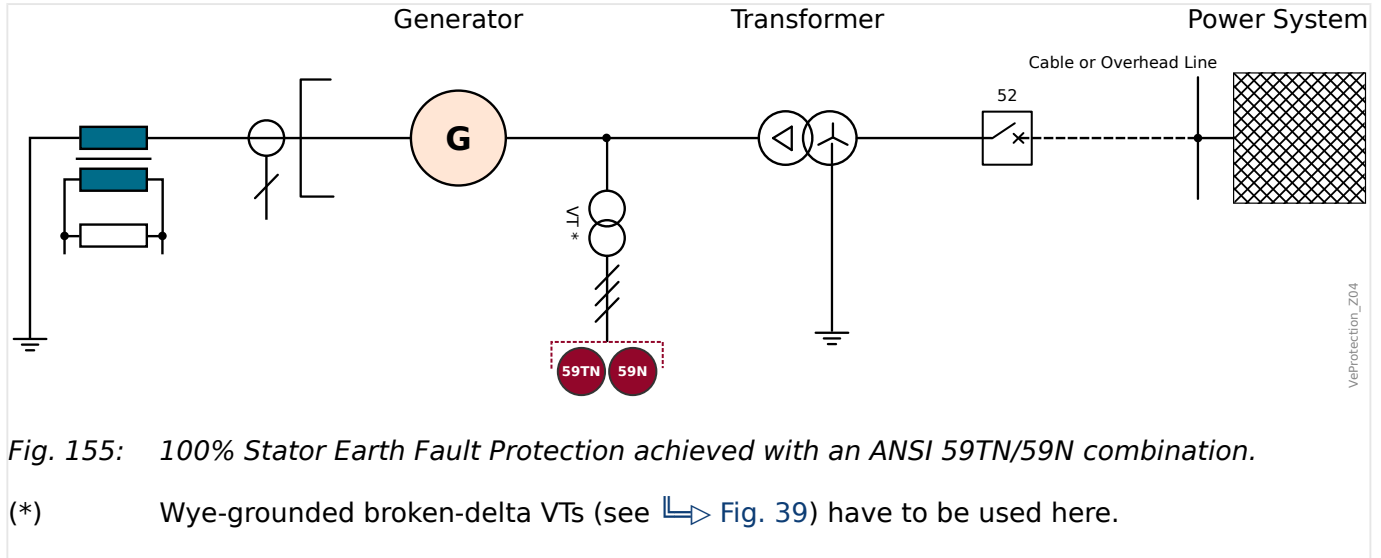 Generator Transformer Power System
Cable or Overhead Line
52
G
VT *
59TN 59N
VeProtection_Z04
Fig. 155: 100% Stator Earth Fault Protection achieved with an ANSI 59TN/59N combination.
(*) Wye-grounded broken-delta VTs (see Fig. 39) have to be used here.